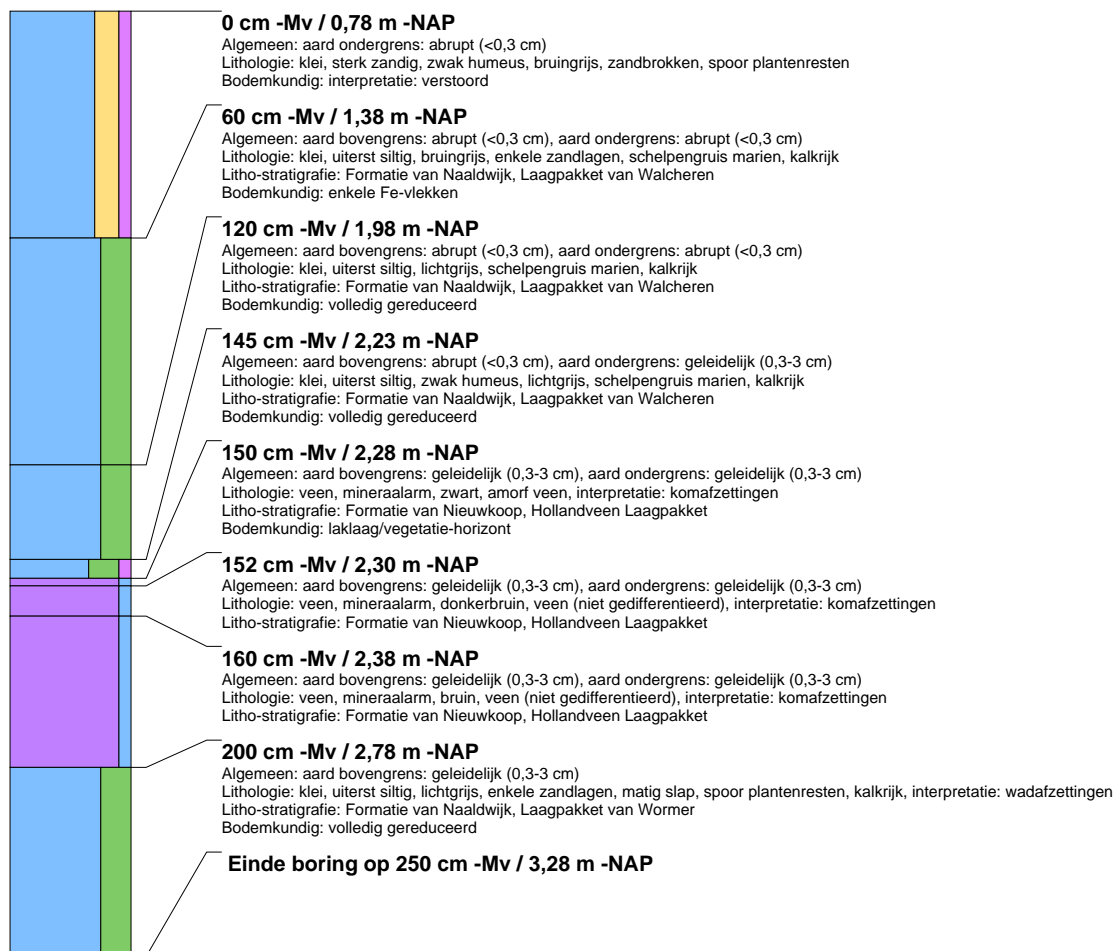 0 cm -Mv / 0,78 m -NAP
Algemeen: aard ondergrens: abrupt (<0,3 cm)
Lithologie: klei, sterk zandig, zwak humeus, bruingrijs, zandbrokken, spoor plantenresten
Bodemkundig: interpretatie: verstoord
60 cm -Mv / 1,38 m -NAP
Algemeen: aard bovengrens: abrupt (<0,3 cm), aard ondergrens: abrupt (<0,3 cm)
Lithologie: klei, uiterst siltig, bruingrijs, enkele zandlagen, schelpengruis marien, kalkrijk
Litho-stratigrafie: Formatie van Naaldwijk, Laagpakket van Walcheren
Bodemkundig: enkele Fe-vlekken
120 cm -Mv / 1,98 m -NAP
Algemeen: aard bovengrens: abrupt (<0,3 cm), aard ondergrens: abrupt (<0,3 cm)
Lithologie: klei, uiterst siltig, lichtgrijs, schelpengruis marien, kalkrijk
Litho-stratigrafie: Formatie van Naaldwijk, Laagpakket van Walcheren
Bodemkundig: volledig gereduceerd
145 cm -Mv / 2,23 m -NAP
Algemeen: aard bovengrens: abrupt (<0,3 cm), aard ondergrens: geleidelijk (0,3-3 cm)
Lithologie: klei, uiterst siltig, zwak humeus, lichtgrijs, schelpengruis marien, kalkrijk
Litho-stratigrafie: Formatie van Naaldwijk, Laagpakket van Walcheren
Bodemkundig: volledig gereduceerd
150 cm -Mv / 2,28 m -NAP
Algemeen: aard bovengrens: geleidelijk (0,3-3 cm), aard ondergrens: geleidelijk (0,3-3 cm)
Lithologie: veen, mineraalarm, zwart, amorf veen, interpretatie: komafzettingen
Litho-stratigrafie: Formatie van Nieuwkoop, Hollandveen Laagpakket
Bodemkundig: laklaag/vegetatie-horizont
152 cm -Mv / 2,30 m -NAP
Algemeen: aard bovengrens: geleidelijk (0,3-3 cm), aard ondergrens: geleidelijk (0,3-3 cm)
Lithologie: veen, mineraalarm, donkerbruin, veen (niet gedifferentieerd), interpretatie: komafzettingen
Litho-stratigrafie: Formatie van Nieuwkoop, Hollandveen Laagpakket
160 cm -Mv / 2,38 m -NAP
Algemeen: aard bovengrens: geleidelijk (0,3-3 cm), aard ondergrens: geleidelijk (0,3-3 cm)
Lithologie: veen, mineraalarm, bruin, veen (niet gedifferentieerd), interpretatie: komafzettingen
Litho-stratigrafie: Formatie van Nieuwkoop, Hollandveen Laagpakket
200 cm -Mv / 2,78 m -NAP
Algemeen: aard bovengrens: geleidelijk (0,3-3 cm)
Lithologie: klei, uiterst siltig, lichtgrijs, enkele zandlagen, matig slap, spoor plantenresten, kalkrijk, interpretatie: wadafzettingen
Litho-stratigrafie: Formatie van Naaldwijk, Laagpakket van Wormer
Bodemkundig: volledig gereduceerd
Einde boring op 250 cm -Mv / 3,28 m -NAP